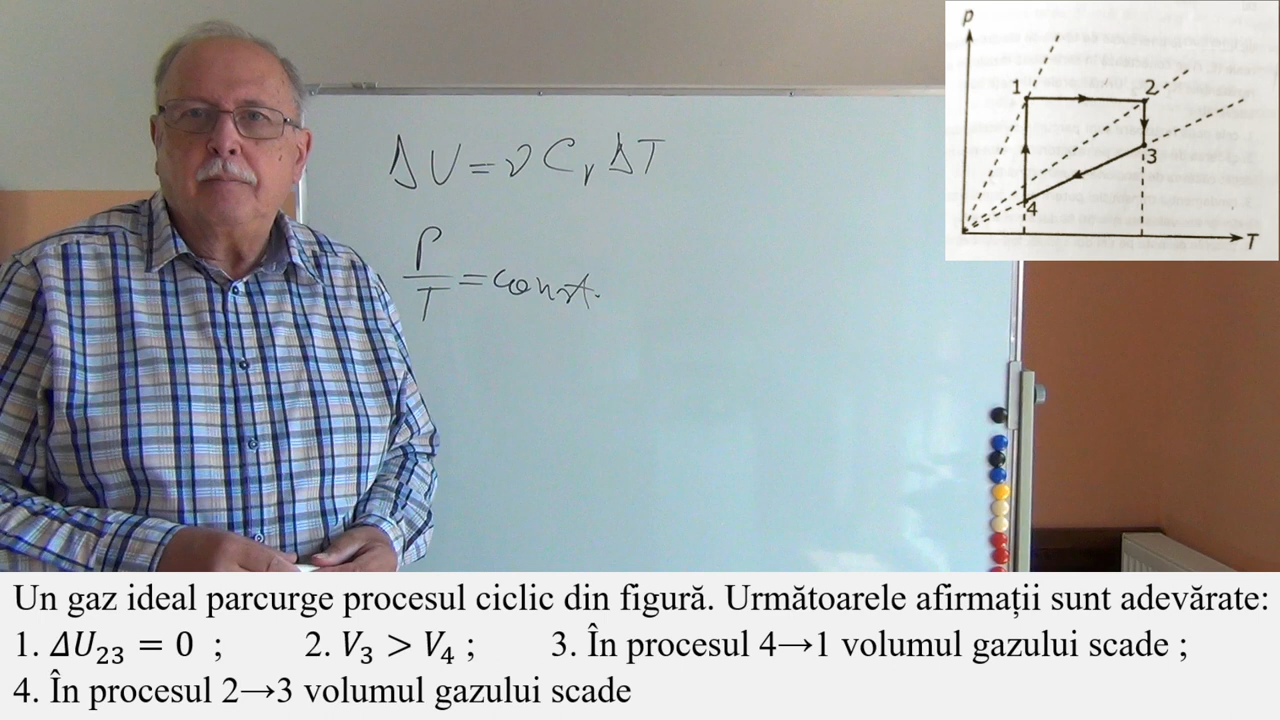 ΔU = νC_vΔT
P/T = const.
P
1
2
3
4
T
Un gaz ideal parcurge procesul ciclic din figură. Următoarele afirmații sunt adevărate:
1. ΔU₂₃ = 0 ; 2. V₃ > V₄ ; 3. În procesul 4→1 volumul gazului scade ;
4. În procesul 2→3 volumul gazului scade